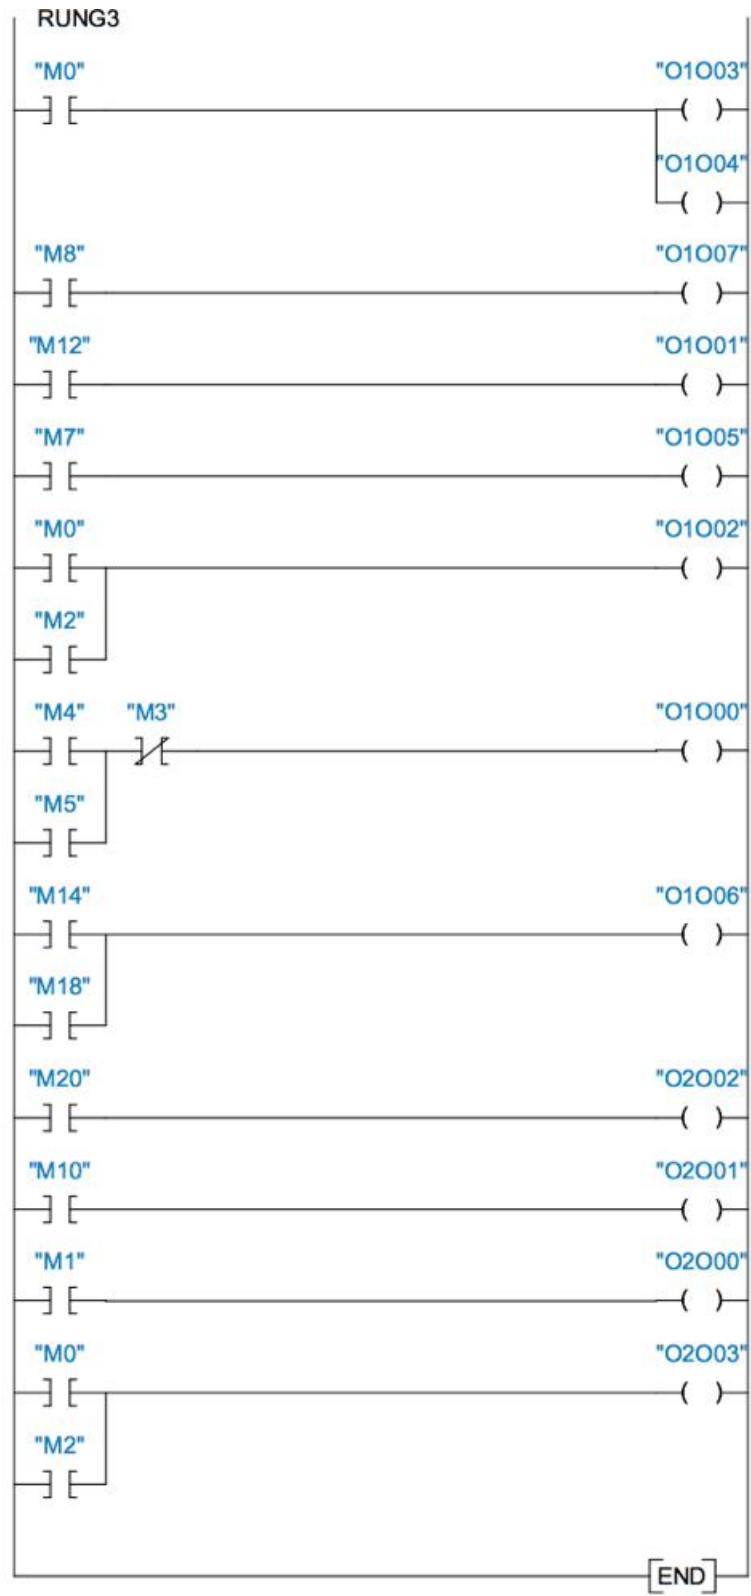 RUNG3
"M0" "O1O03"
"O1O04"
"M8" "O1O07"
"M12" "O1O01"
"M7" "O1O05"
"M0" "O1O02"
"M2"
"M4" "M3" "O1O00"
"M5"
"M14" "O1O06"
"M18"
"M20" "O2O02"
"M10" "O2O01"
"M1" "O2O00"
"M0" "O2O03"
"M2"
END